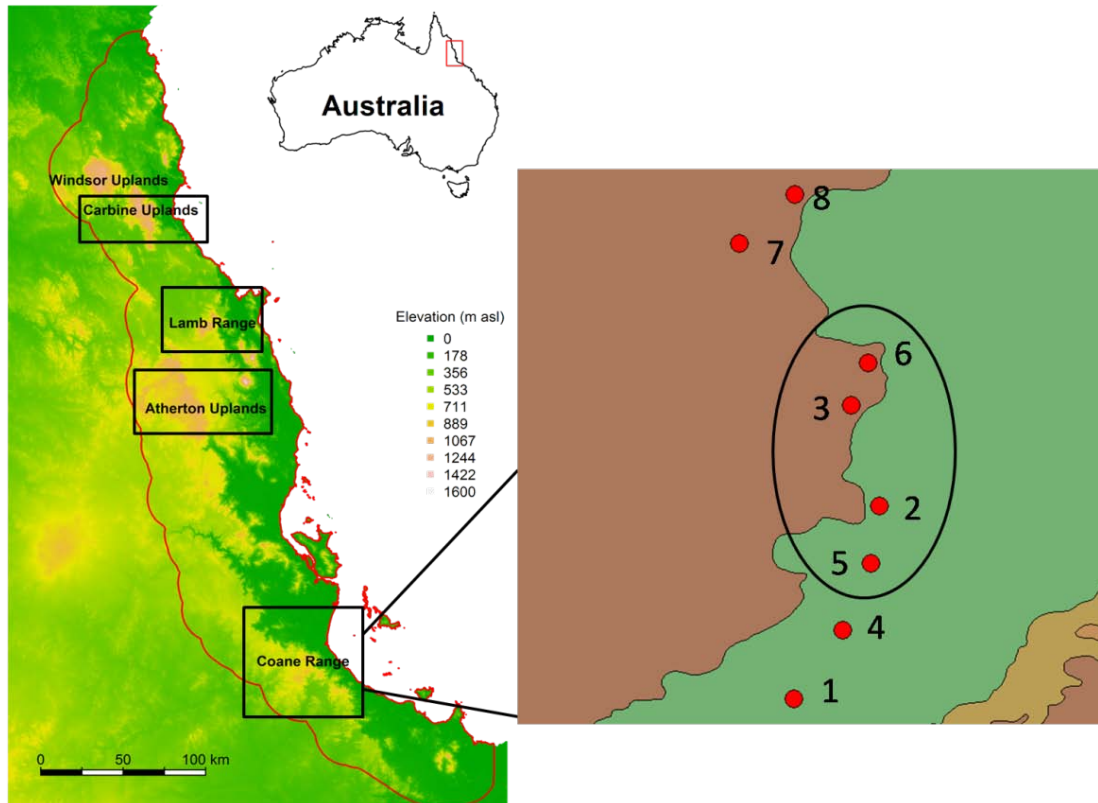 Australia
Windsor Uplands
Carbine Uplands
Lamb Range
Atherton Uplands
Coane Range
Elevation (m asl)
0
178
356
533
711
889
1067
1244
1422
1600
0 50 100 km
8
7
6
3
2
5
4
1